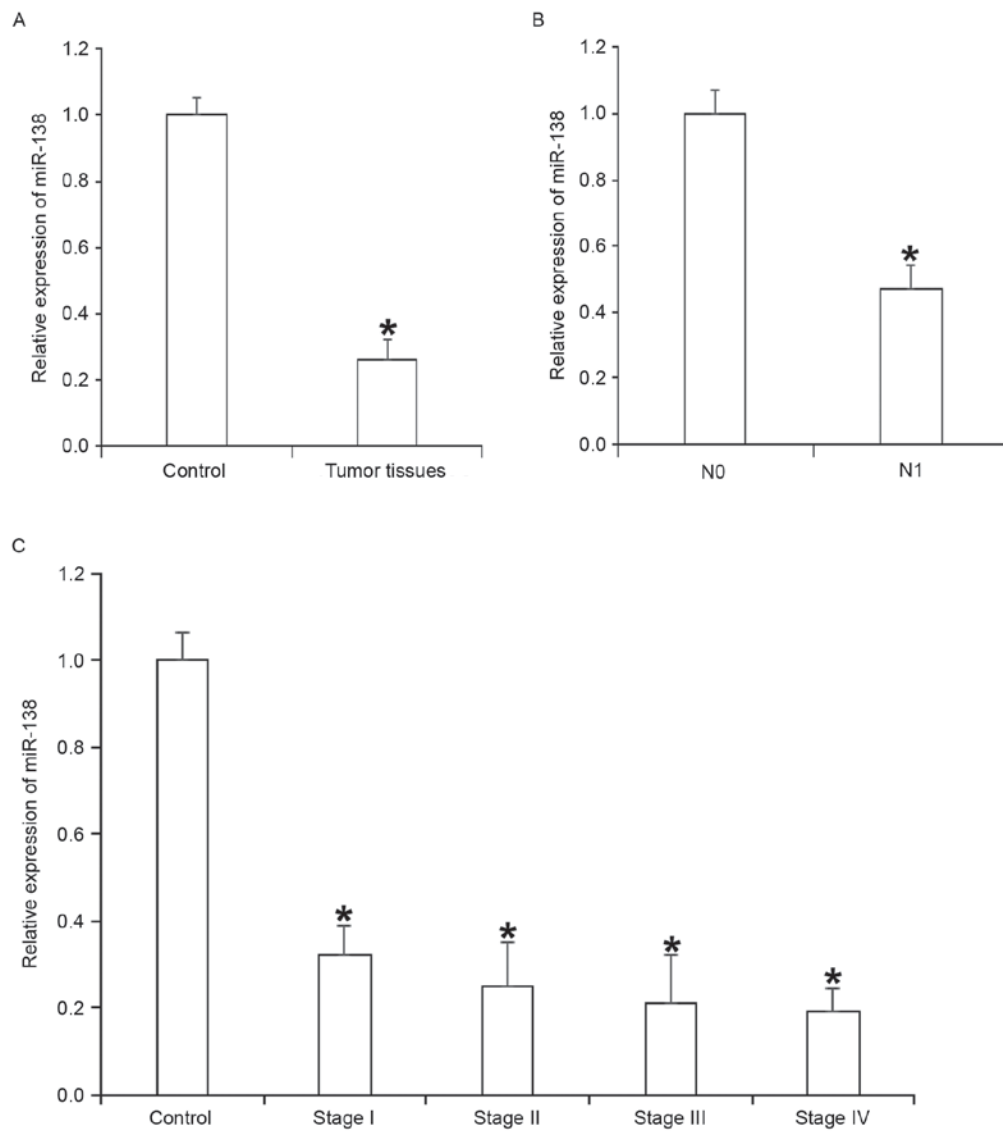 A
Relative expression of miR-138
1.2
1.0
0.8
0.6
0.4
0.2
0.0
*
Control
Tumor tissues
B
Relative expression of miR-138
1.2
1.0
0.8
0.6
0.4
0.2
0.0
*
N0
N1
C
Relative expression of miR-138
1.2
1.0
0.8
0.6
0.4
0.2
0.0
*
*
*
*
Control
Stage I
Stage II
Stage III
Stage IV